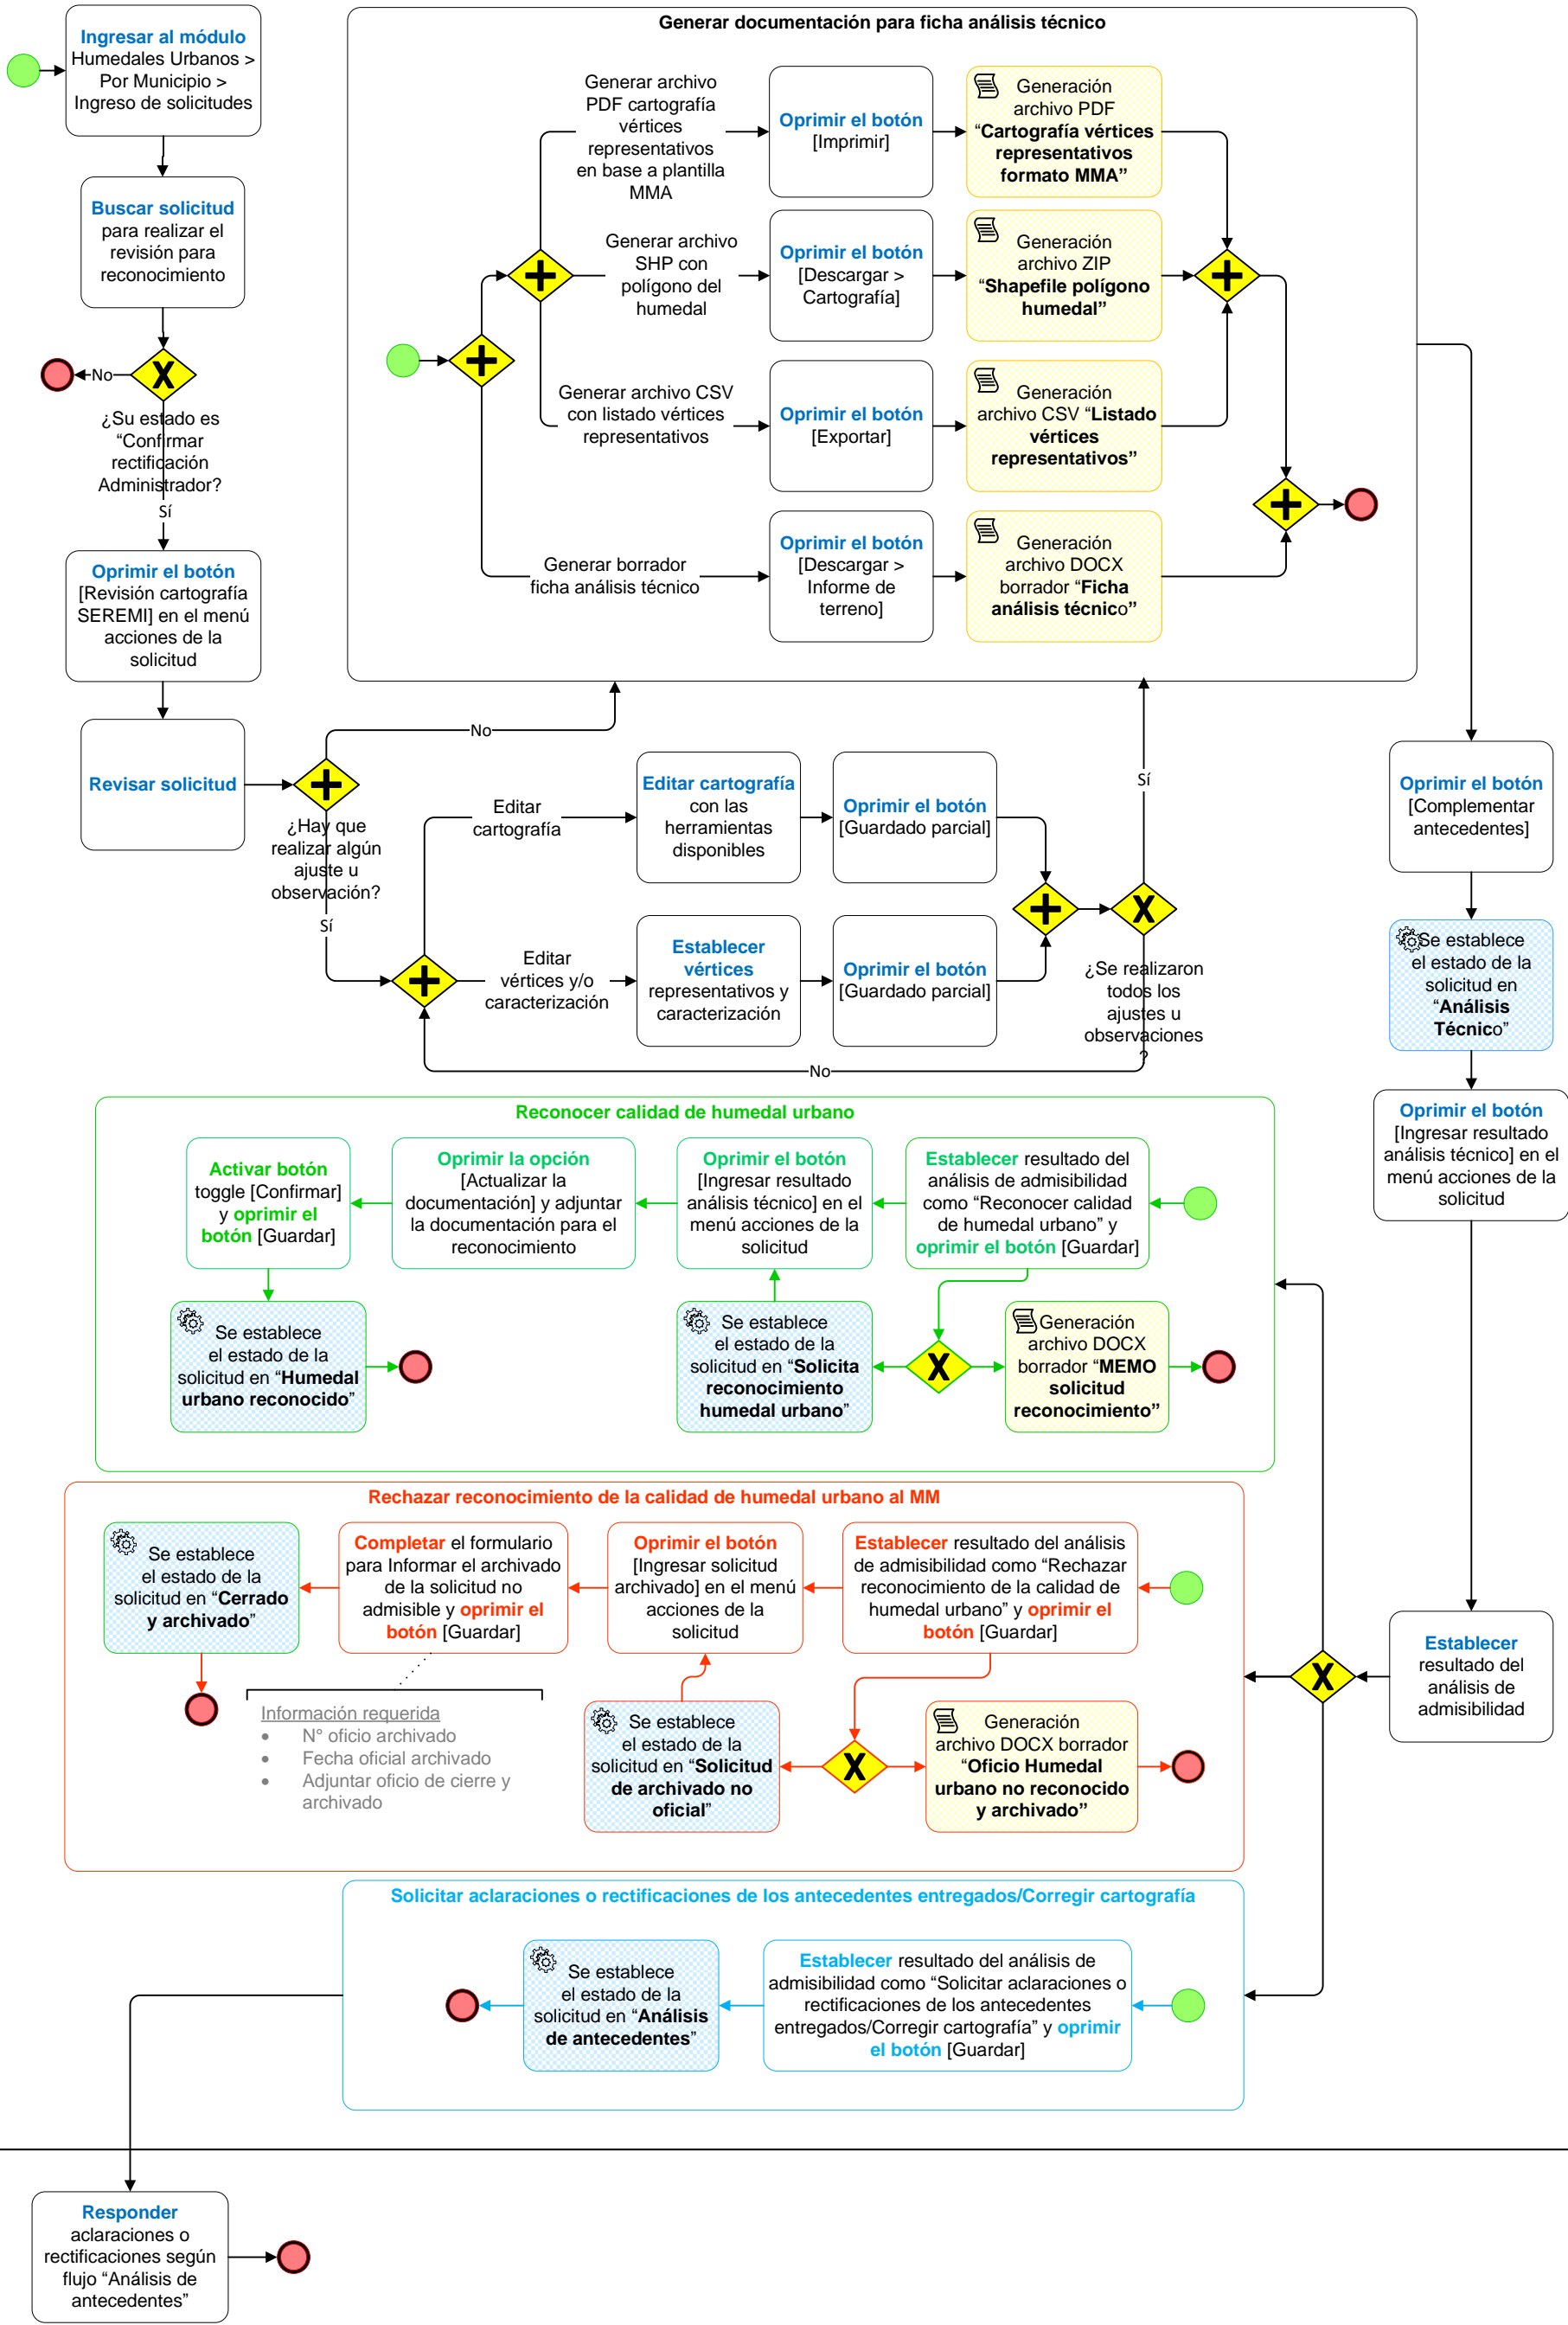 Ingresar al módulo
Humedales Urbanos >
Por Municipio >
Ingreso de solicitudes
Buscar solicitud
para realizar el
revisión para
reconocimiento
No
¿Su estado es
“Confirmar
rectificación
Administrador?
Sí
Oprimir el botón
[Revisión cartografía
SEREMI] en el menú
acciones de la
solicitud
Revisar solicitud
Generar documentación para ficha análisis técnico
Generar archivo
PDF cartografía
vértices
representativos
en base a plantilla
MMA
Oprimir el botón
[Imprimir]
Generación
archivo PDF
“Cartografía vértices
representativos
formato MMA”
Generar archivo
SHP con
polígono del
humedal
Oprimir el botón
[Descargar >
Cartografía]
Generación
archivo ZIP
“Shapefile polígono
humedal”
Generar archivo CSV
con listado vértices
representativos
Oprimir el botón
[Exportar]
Generación
archivo CSV “Listado
vértices
representativos”
Generar borrador
ficha análisis técnico
Oprimir el botón
[Descargar >
Informe de
terreno]
Generación
archivo DOCX
borrador “Ficha
análisis técnico”
No
¿Hay que
realizar algún
ajuste u
observación?
Sí
Editar
cartografía
Editar cartografía
con las
herramientas
disponibles
Oprimir el botón
[Guardado parcial]
Editar
vértices y/o
caracterización
Establecer
vértices
representativos y
caracterización
Oprimir el botón
[Guardado parcial]
Sí
¿Se realizaron
todos los
ajustes u
observaciones
?
No
Oprimir el botón
[Complementar
antecedentes]
Se establece
el estado de la
solicitud en
“Análisis
Técnico”
Oprimir el botón
[Ingresar resultado
análisis técnico] en el
menú acciones de la
solicitud
Establecer
resultado del
análisis de
admisibilidad
Reconocer calidad de humedal urbano
Activar botón
toggle [Confirmar]
y oprimir el
botón [Guardar]
Oprimir la opción
[Actualizar la
documentación] y adjuntar
la documentación para el
reconocimiento
Oprimir el botón
[Ingresar resultado
análisis técnico] en el
menú acciones de la
solicitud
Establecer resultado del
análisis de admisibilidad
como “Reconocer calidad
de humedal urbano” y
oprimir el botón [Guardar]
Se establece
el estado de la
solicitud en “Humedal
urbano reconocido”
Se establece
el estado de la
solicitud en “Solicita
reconocimiento
humedal urbano”
Generación
archivo DOCX
borrador “MEMO
solicitud
reconocimiento”
Rechazar reconocimiento de la calidad de humedal urbano al MM
Se establece
el estado de la
solicitud en “Cerrado
y archivado”
Completar el formulario
para Informar el archivado
de la solicitud no
admisible y oprimir el
botón [Guardar]
Oprimir el botón
[Ingresar solicitud
archivado] en el menú
acciones de la
solicitud
Establecer resultado del análisis
de admisibilidad como “Rechazar
reconocimiento de la calidad de
humedal urbano” y oprimir el
botón [Guardar]
Información requerida
• N° oficio archivado
• Fecha oficial archivado
• Adjuntar oficio de cierre y
archivado
Se establece
el estado de la
solicitud en “Solicitud
de archivado no
oficial”
Generación
archivo DOCX borrador
“Oficio Humedal
urbano no reconocido
y archivado”
Solicitar aclaraciones o rectificaciones de los antecedentes entregados/Corregir cartografía
Se establece
el estado de la
solicitud en “Análisis
de antecedentes”
Establecer resultado del análisis de
admisibilidad como “Solicitar aclaraciones o
rectificaciones de los antecedentes
entregados/Corregir cartografía” y oprimir
el botón [Guardar]
Responder
aclaraciones o
rectificaciones según
flujo “Análisis de
antecedentes”